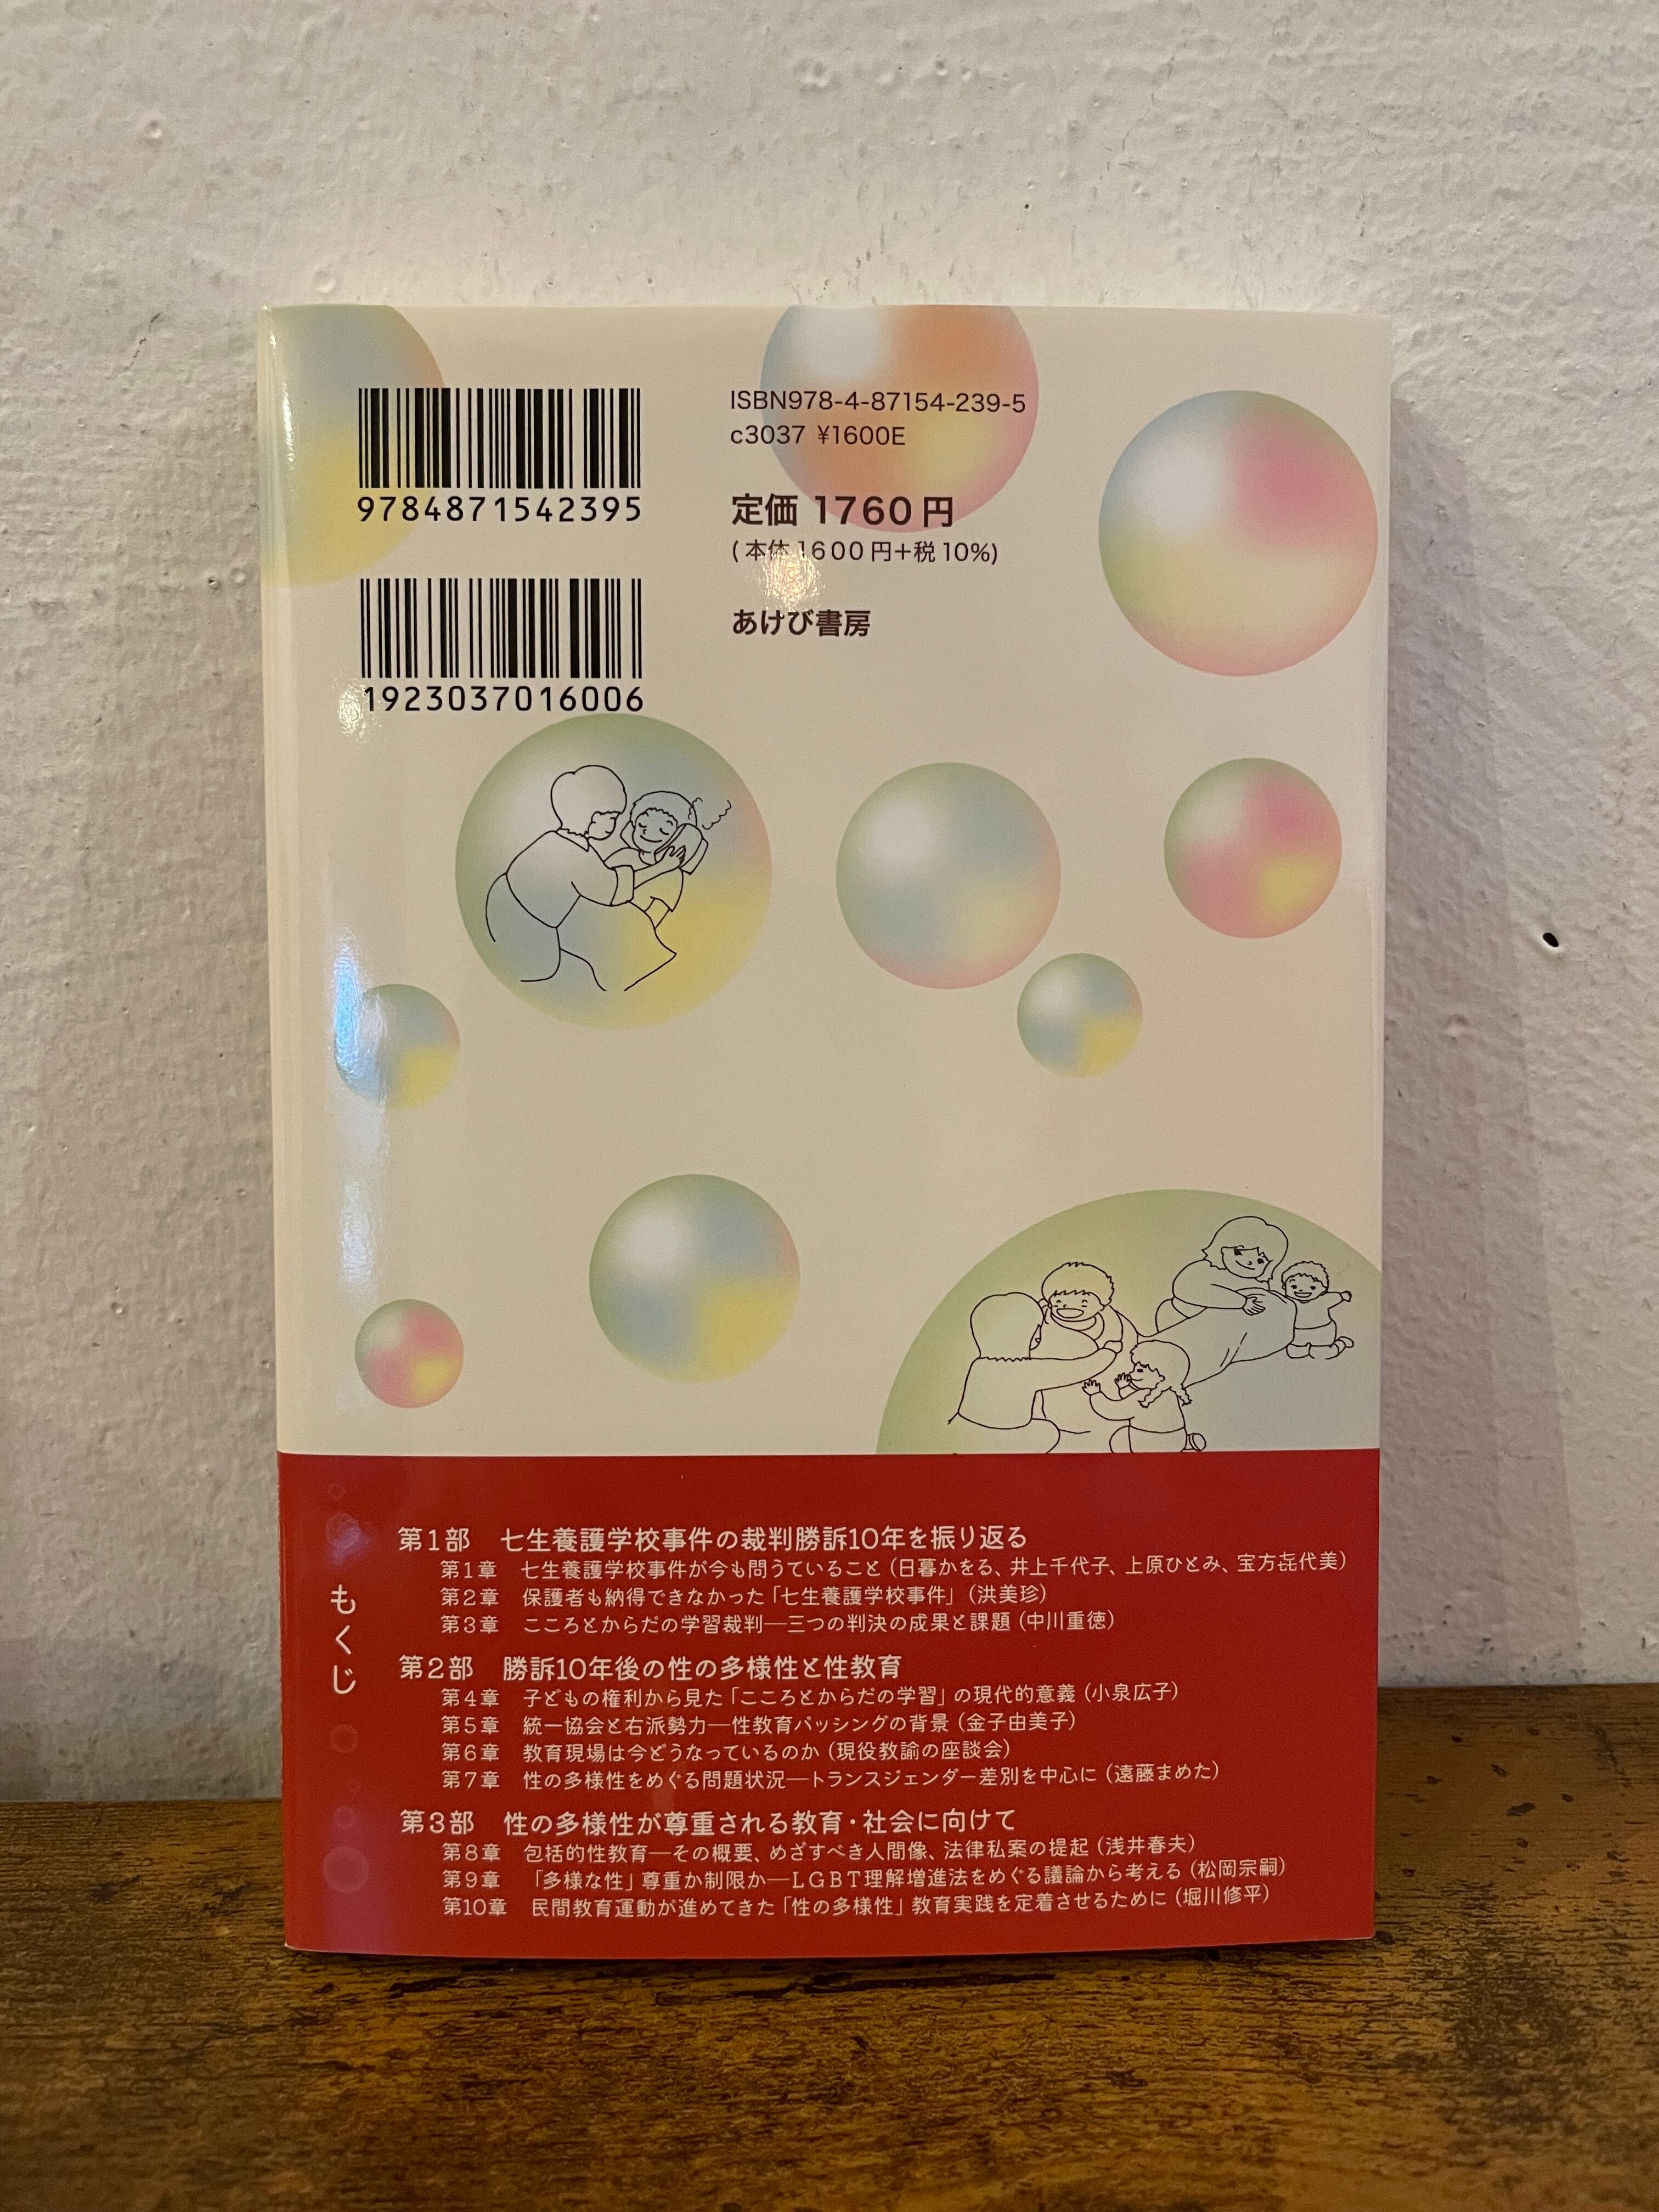 9784871542395
1923037016006
ISBN978-4-87154-239-5
c3037 ¥1600E
定価 1760円
(本体1600円+税10%)
あけび書房
もくじ
第1部 七生養護学校事件の裁判勝訴10年を振り返る
第1章 七生養護学校事件が今も問うていること(日暮かをる、井上千代子、上原ひとみ、宝方㐂代美)
第2章 保護者も納得できなかった「七生養護学校事件」(洪美珍)
第3章 こころとからだの学習裁判―三つの判決の成果と課題(中川重徳)
第2部 勝訴10年後の性の多様性と性教育
第4章 子どもの権利から見た「こころとからだの学習」の現代的意義(小泉広子)
第5章 統一協会と右派勢力―性教育バッシングの背景(金子由美子)
第6章 教育現場は今どうなっているのか(現役教諭の座談会)
第7章 性の多様性をめぐる問題状況―トランスジェンダー差別を中心に(遠藤まめた)
第3部 性の多様性が尊重される教育・社会に向けて
第8章 包括的性教育―その概要、めざすべき人間像、法律私案の提起(浅井春夫)
第9章 「多様な性」尊重か制限か―LGBT理解増進法をめぐる議論から考える(松岡宗嗣)
第10章 民間教育運動が進めてきた「性の多様性」教育実践を定着させるために(堀川修平)